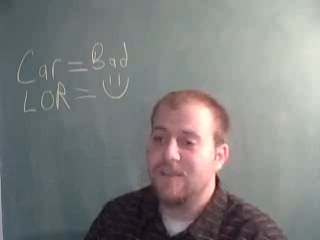 Car = Bad
LOR = 🙂